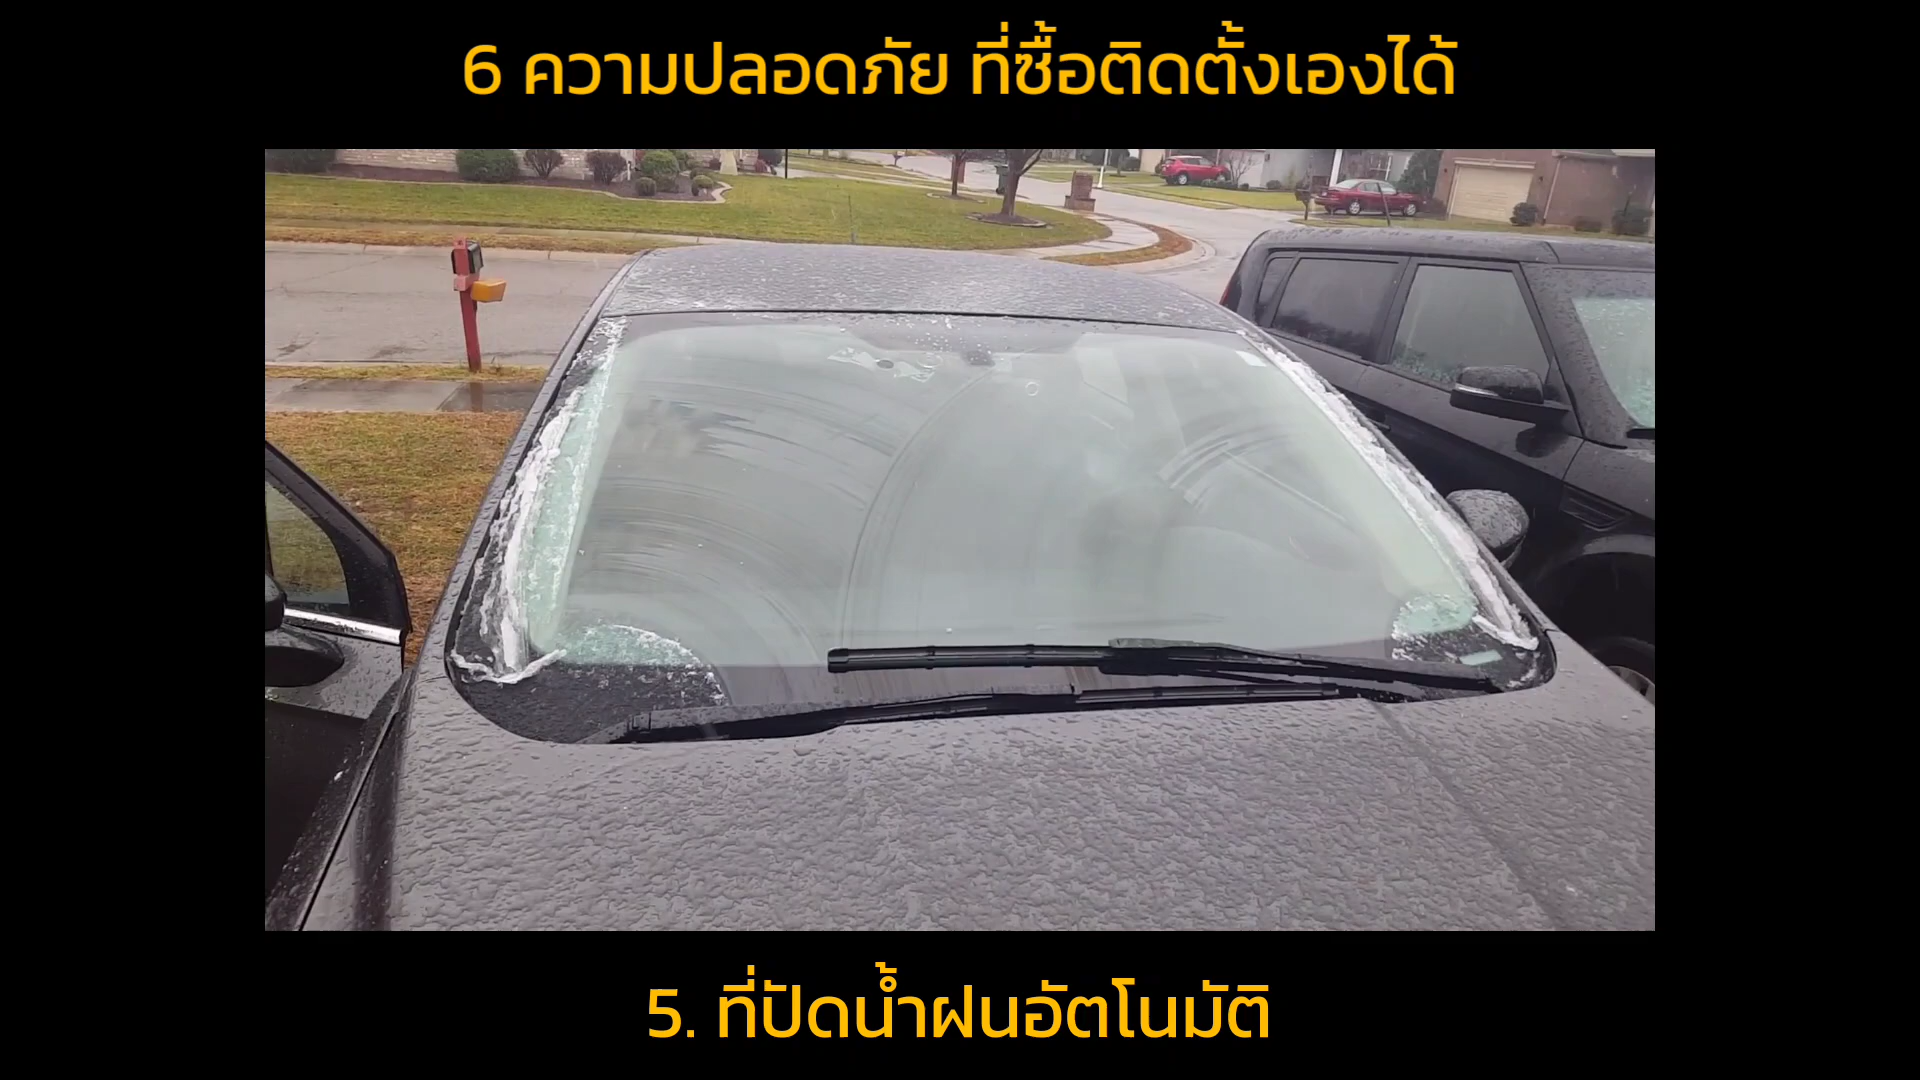 6 ความปลอดภัย ที่ซื้อติดตั้งเองได้
5. ที่ปัดน้ำฝนอัตโนมัติ